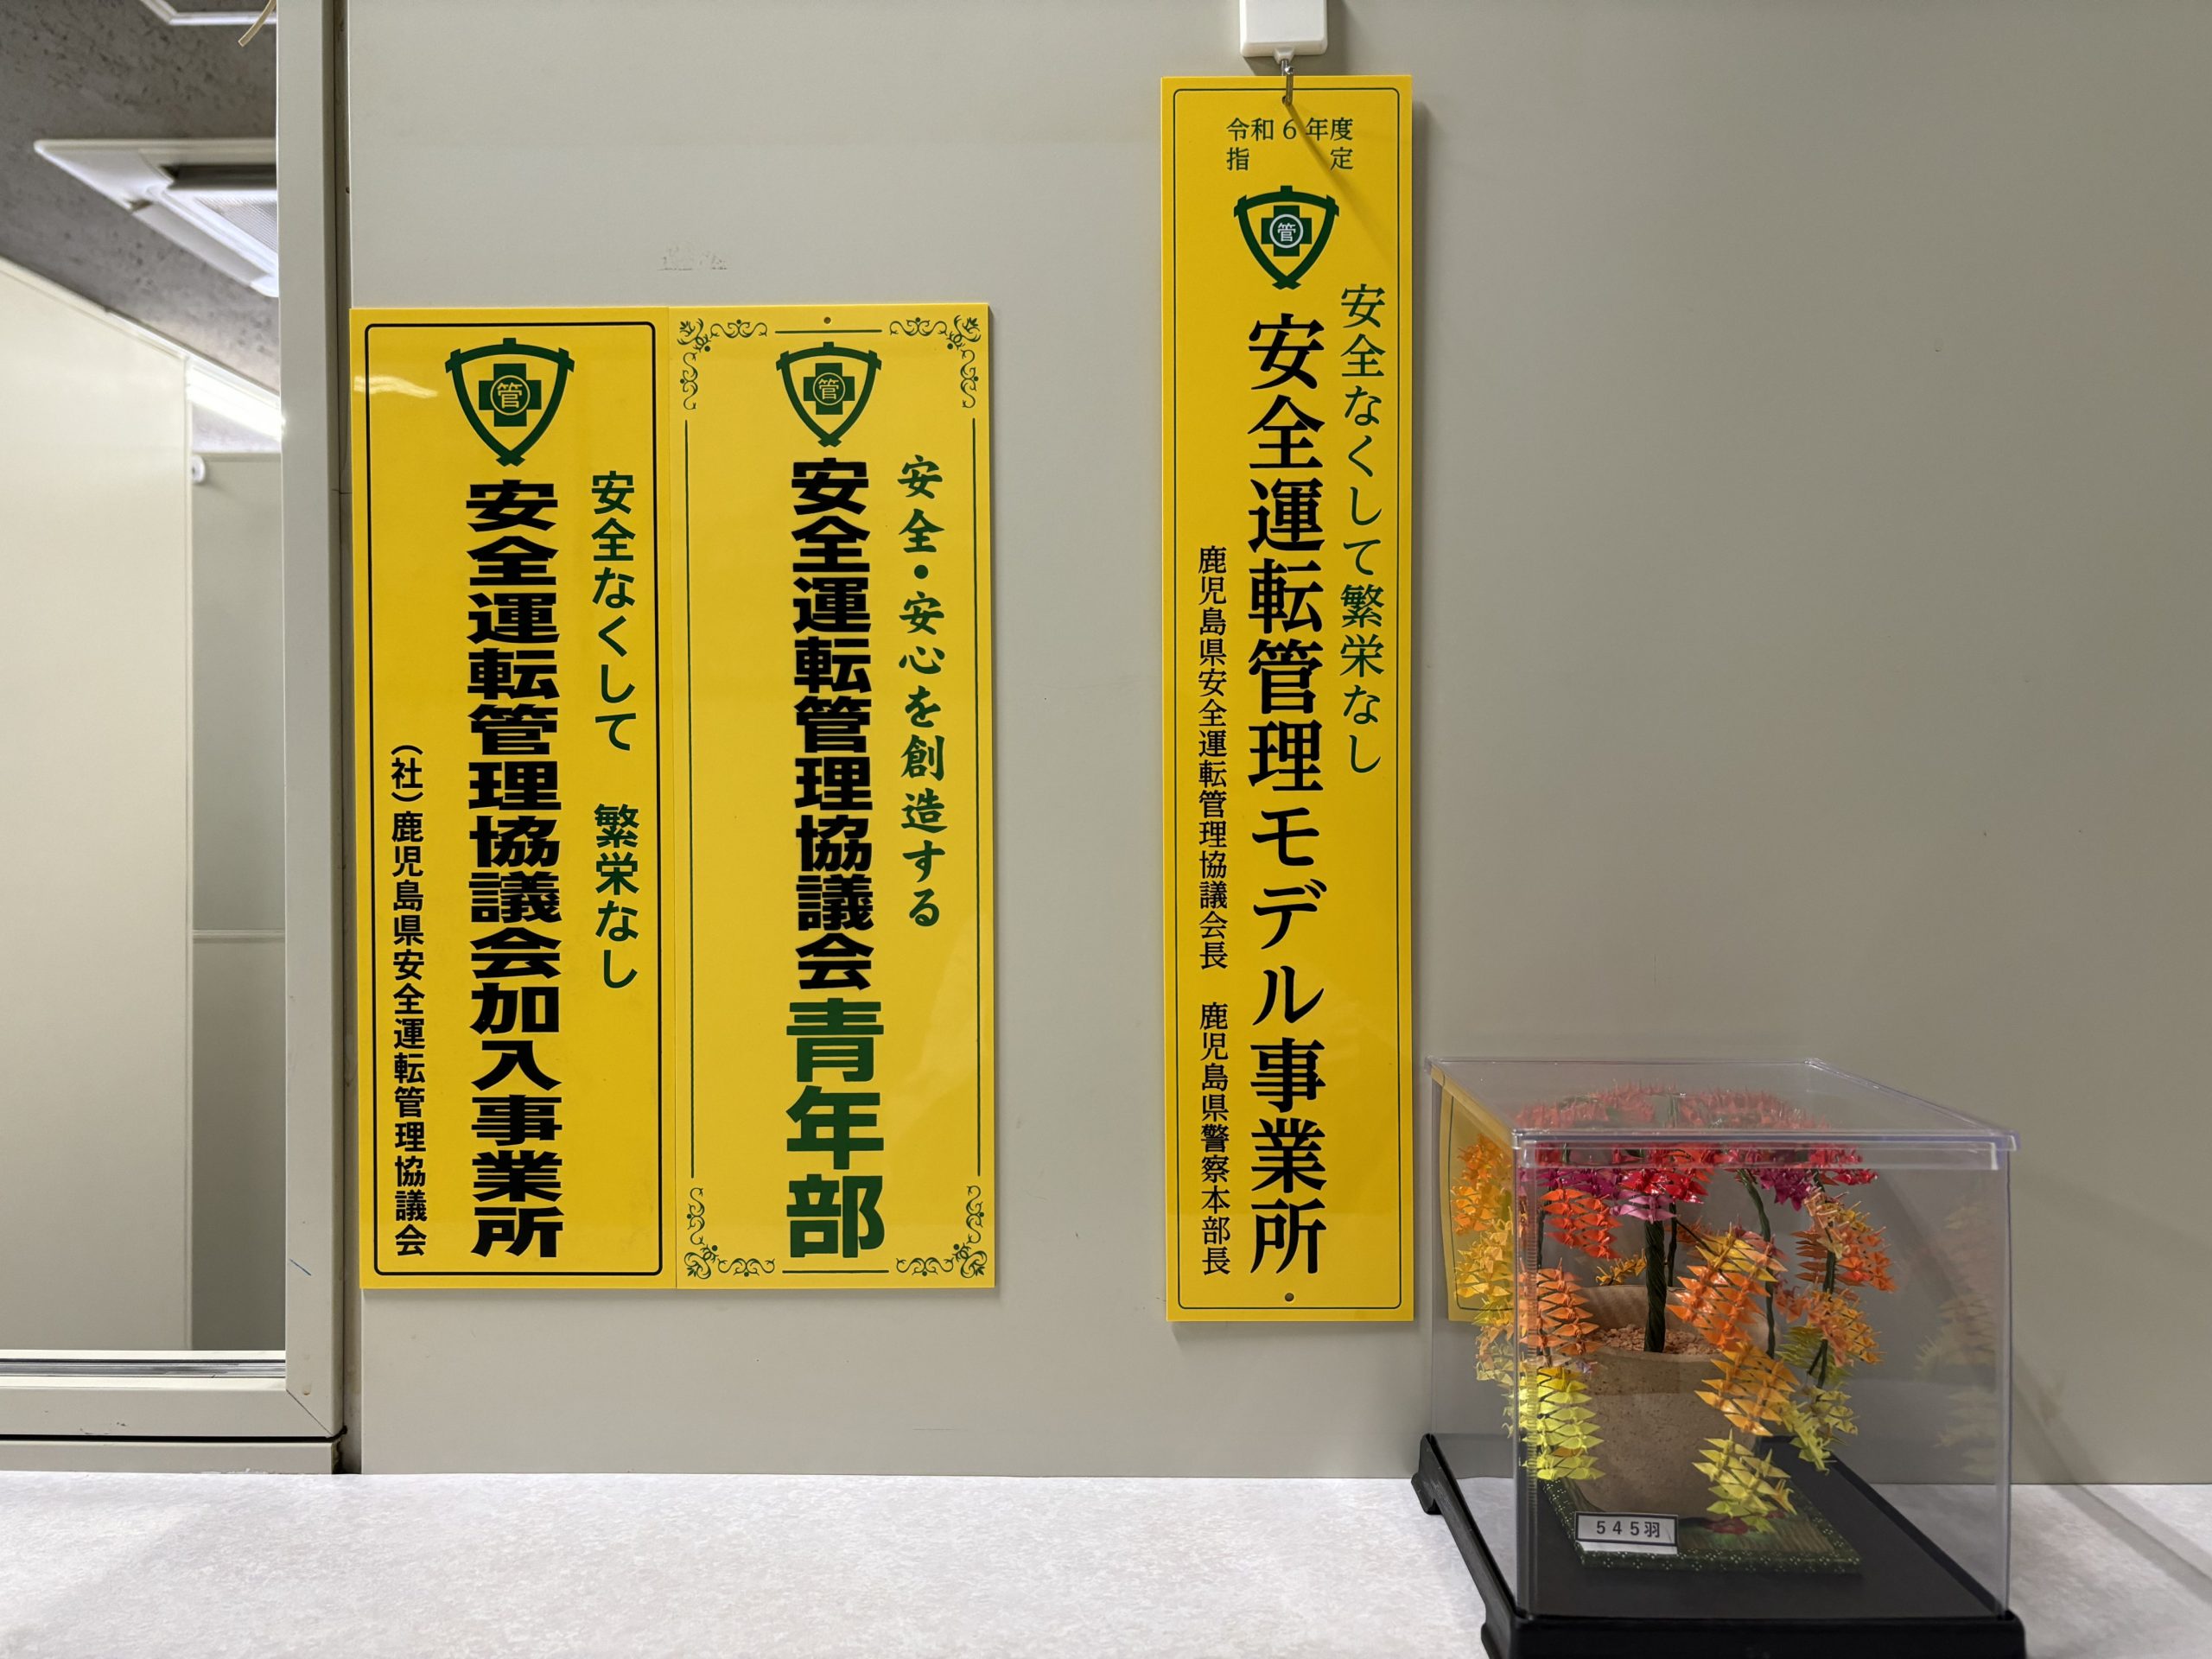 管
安全なくして 繁栄なし
安全運転管理協議会加入事業所
(社)鹿児島県安全運転管理協議会
管
安全・安心を創造する
安全運転管理協議会青年部
令和6年度
指 定
管
安全なくして繁栄なし
安全運転管理モデル事業所
鹿児島県安全運転管理協議会長 鹿児島県警察本部長
545羽